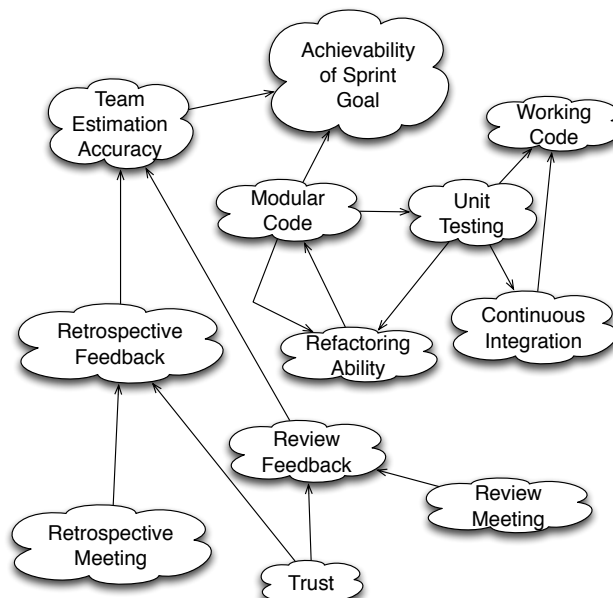 Achievability
of Sprint
Goal
Team
Estimation
Accuracy
Working
Code
Modular
Code
Unit
Testing
Retrospective
Feedback
Refactoring
Ability
Continuous
Integration
Review
Feedback
Review
Meeting
Retrospective
Meeting
Trust